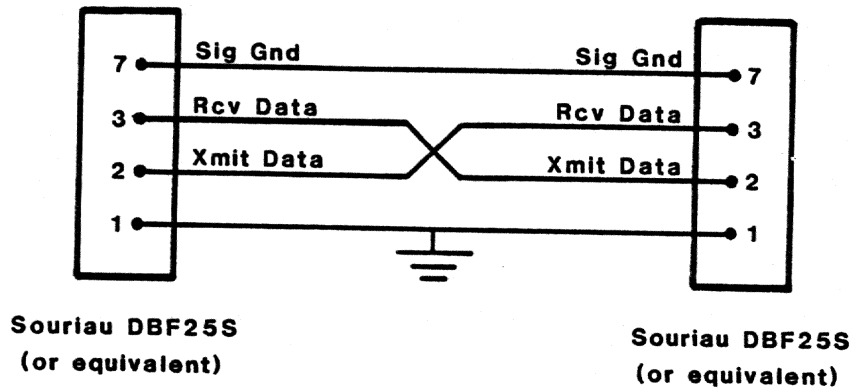 7 Sig Gnd Sig Gnd 7
3 Rcv Data Rcv Data 3
2 Xmit Data Xmit Data 2
1 1
Souriau DBF25S
(or equivalent)
Souriau DBF25S
(or equivalent)